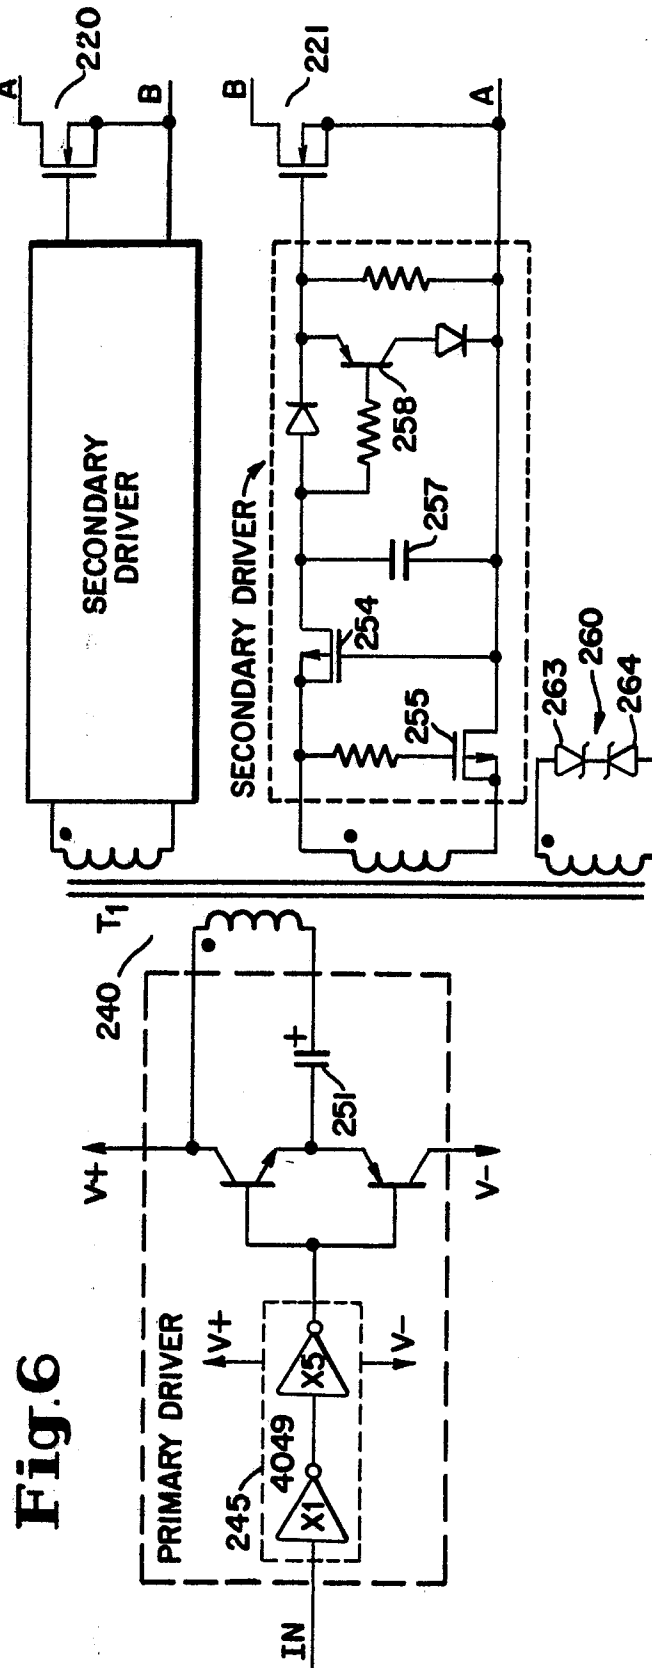 Fig. 6
PRIMARY DRIVER
IN
245
4049
X1
X5
V+
V-
V+
V-
251
+
240
T1
SECONDARY
DRIVER
A
220
B
SECONDARY DRIVER
255
254
257
258
B
221
A
263
260
264